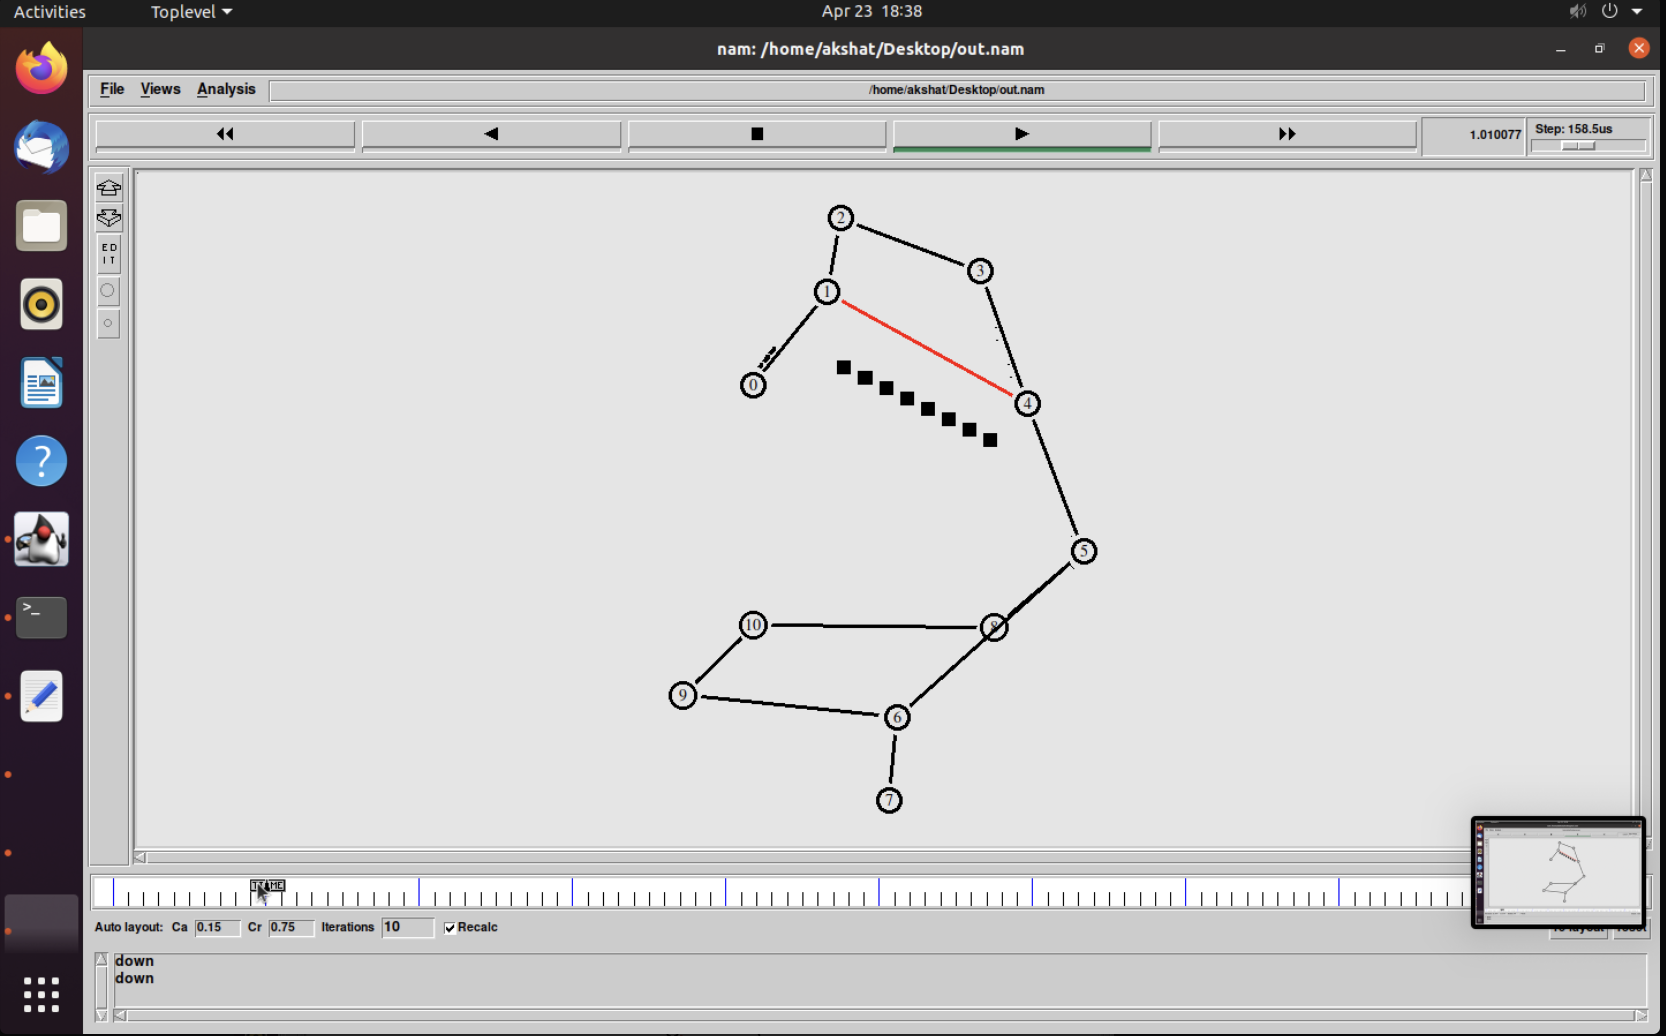 Activities Toplevel Apr 23 18:38
nam: /home/akshat/Desktop/out.nam
File Views Analysis /home/akshat/Desktop/out.nam
1.010077 Step: 158.5us
ED
IT
2
3
1
0
4
5
10
8
9
6
7
TIME
Auto layout: Ca 0.15 Cr 0.75 Iterations 10 Recalc
down
down